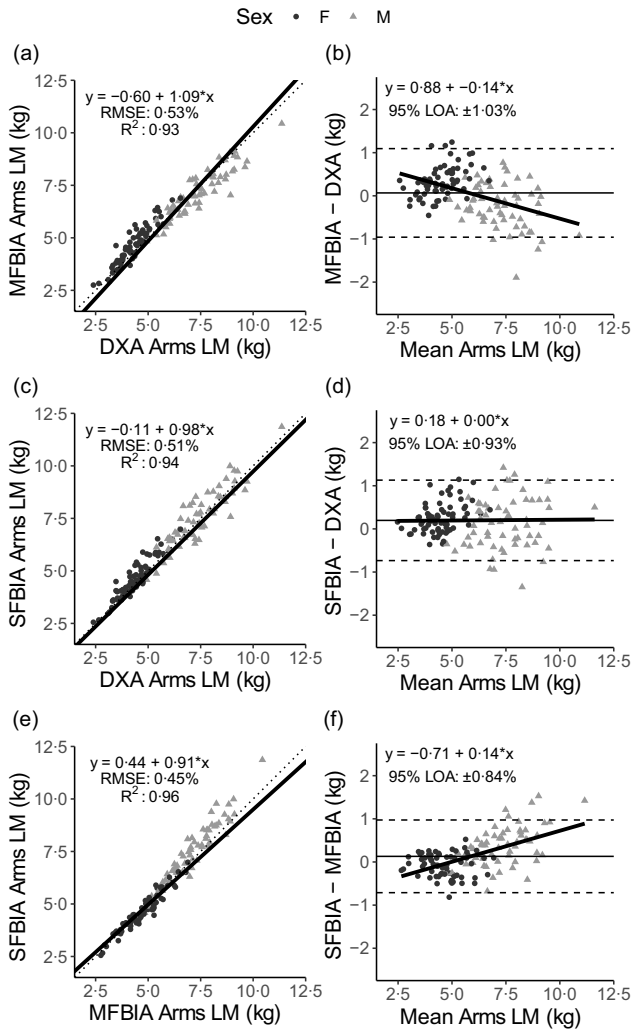 Sex F M
(a)
y = −0·60 + 1·09*x
RMSE: 0·53%
R²: 0·93
12·5
10·0
7·5
5·0
2·5
MFBIA Arms LM (kg)
2·5 5·0 7·5 10·0 12·5
DXA Arms LM (kg)
(b)
y = 0·88 + −0·14*x
95% LOA: ±1·03%
2
1
0
−1
−2
MFBIA − DXA (kg)
2·5 5·0 7·5 10·0 12·5
Mean Arms LM (kg)
(c)
y = −0·11 + 0·98*x
RMSE: 0·51%
R²: 0·94
12·5
10·0
7·5
5·0
2·5
SFBIA Arms LM (kg)
2·5 5·0 7·5 10·0 12·5
DXA Arms LM (kg)
(d)
y = 0·18 + 0·00*x
95% LOA: ±0·93%
2
1
0
−1
−2
SFBIA − DXA (kg)
2·5 5·0 7·5 10·0 12·5
Mean Arms LM (kg)
(e)
y = 0·44 + 0·91*x
RMSE: 0·45%
R²: 0·96
12·5
10·0
7·5
5·0
2·5
SFBIA Arms LM (kg)
2·5 5·0 7·5 10·0 12·5
MFBIA Arms LM (kg)
(f)
y = −0·71 + 0·14*x
95% LOA: ±0·84%
2
1
0
−1
−2
SFBIA − MFBIA (kg)
2·5 5·0 7·5 10·0 12·5
Mean Arms LM (kg)